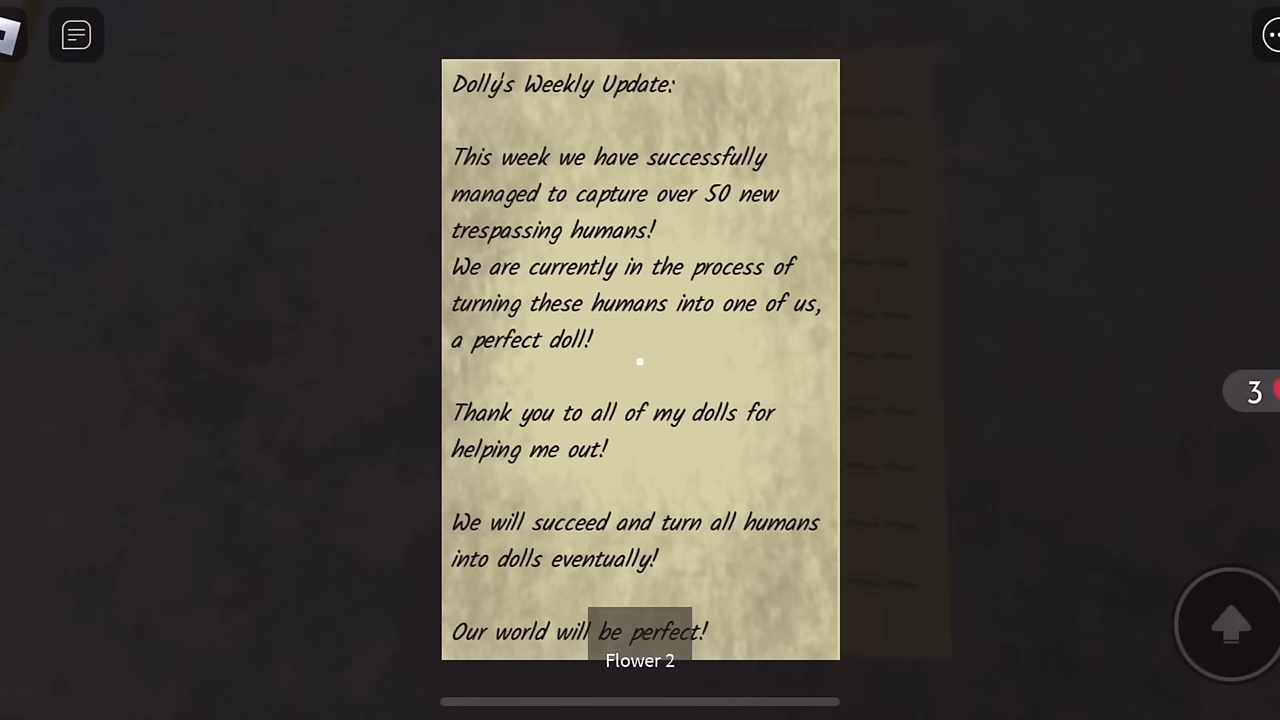 Dolly's Weekly Update:
This week we have successfully
managed to capture over 50 new
trespassing humans!
We are currently in the process of
turning these humans into one of us,
a perfect doll!
Thank you to all of my dolls for
helping me out!
We will succeed and turn all humans
into dolls eventually!
Our world will be perfect!
Flower 2
3